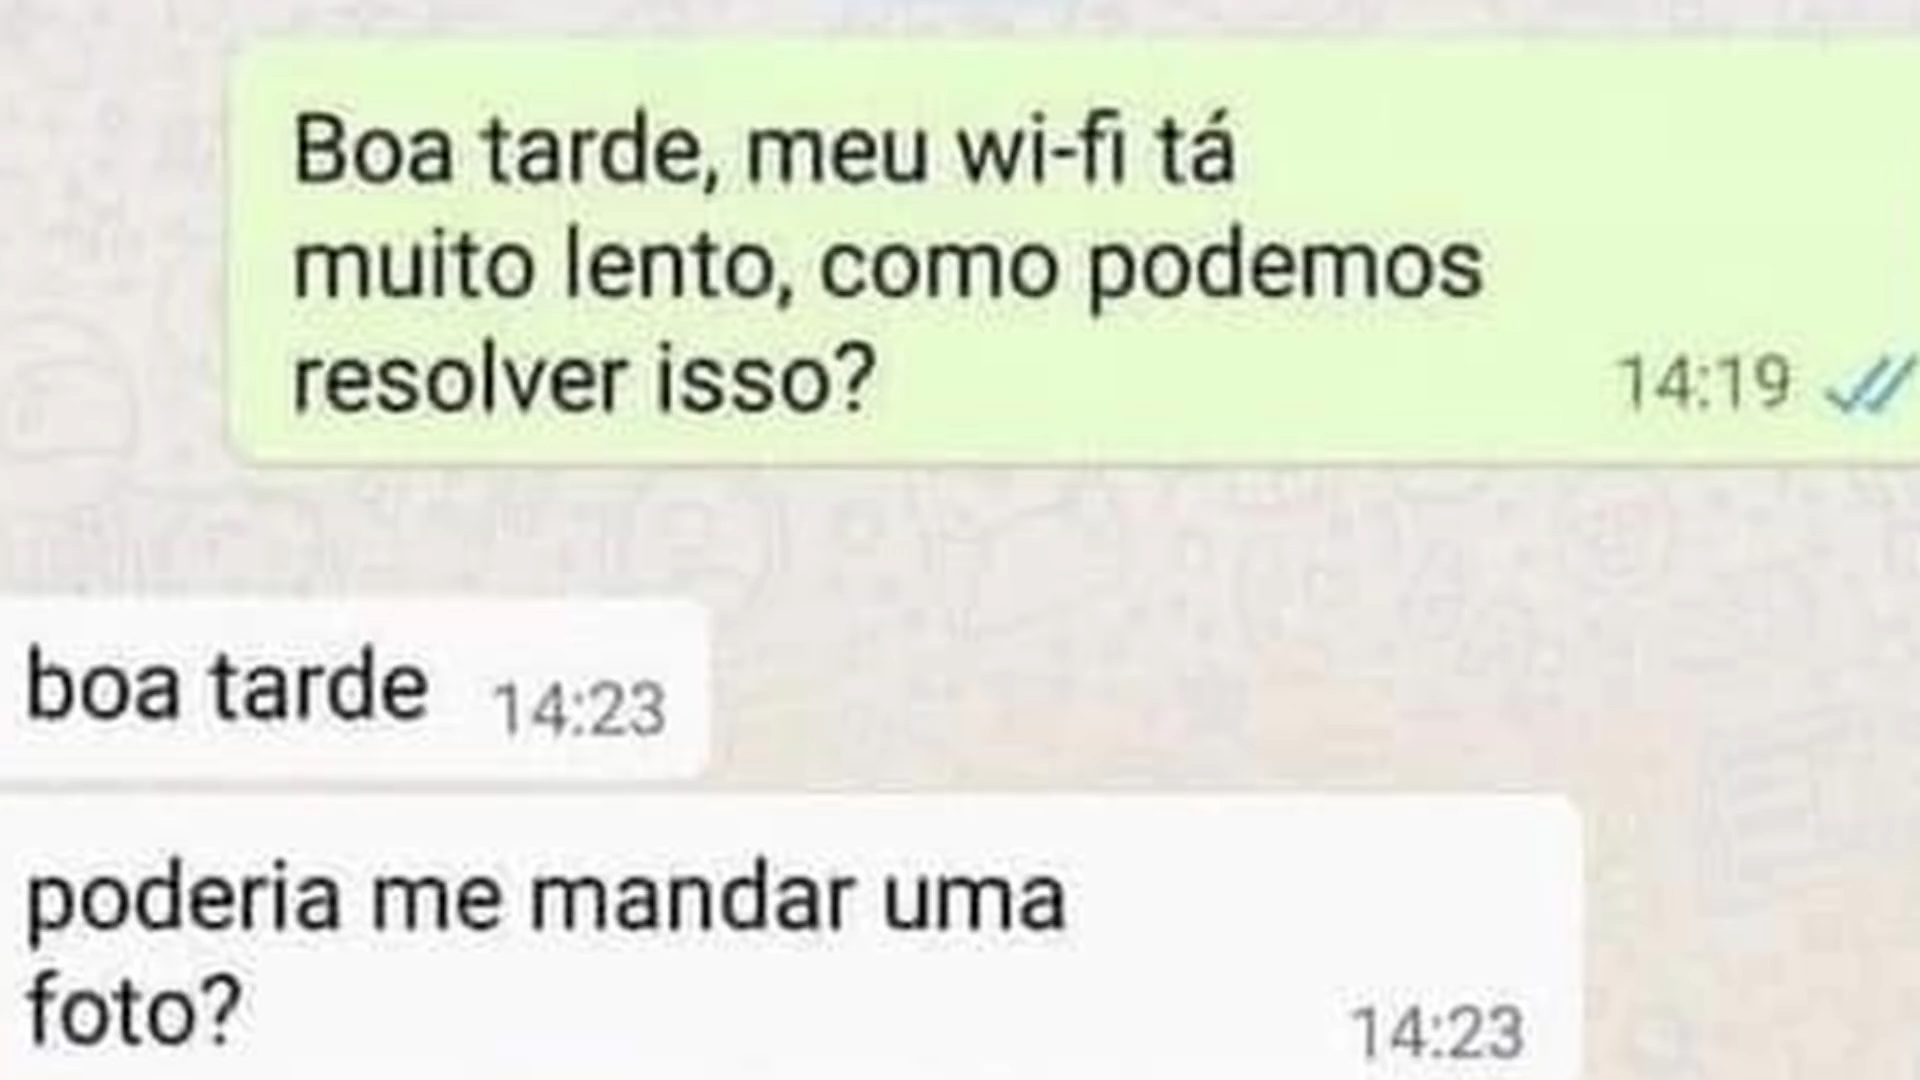 Boa tarde, meu wi-fi tá
muito lento, como podemos
resolver isso?
14:19
boa tarde 14:23
poderia me mandar uma
foto?
14:23